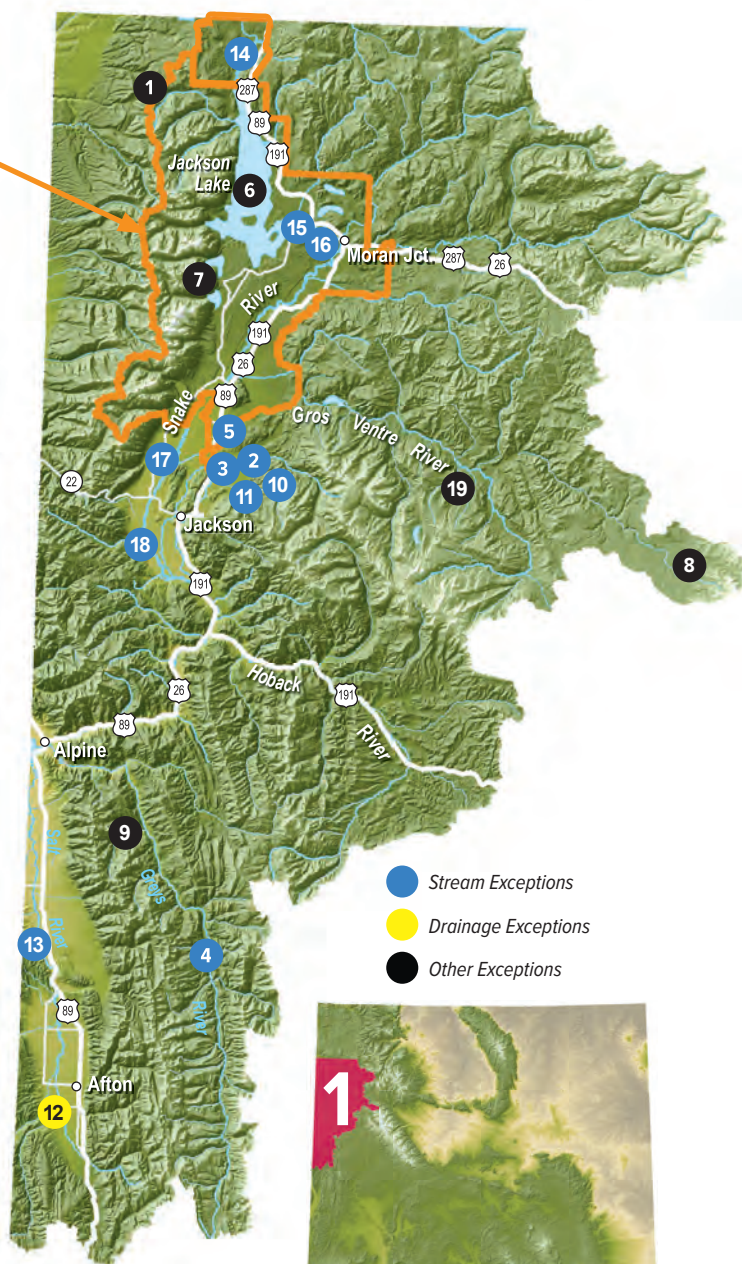 14
1
287
89
191
Jackson
Lake
6
15
16
Moran Jct.
287
26
7
River
191
26
89
Snake
Gros Ventre River
5
17
3
2
10
11
22
19
Jackson
18
8
191
Hoback River
26
191
89
Alpine
9
Salt River
Greys River
13
4
89
Afton
12
Stream Exceptions
Drainage Exceptions
Other Exceptions
1